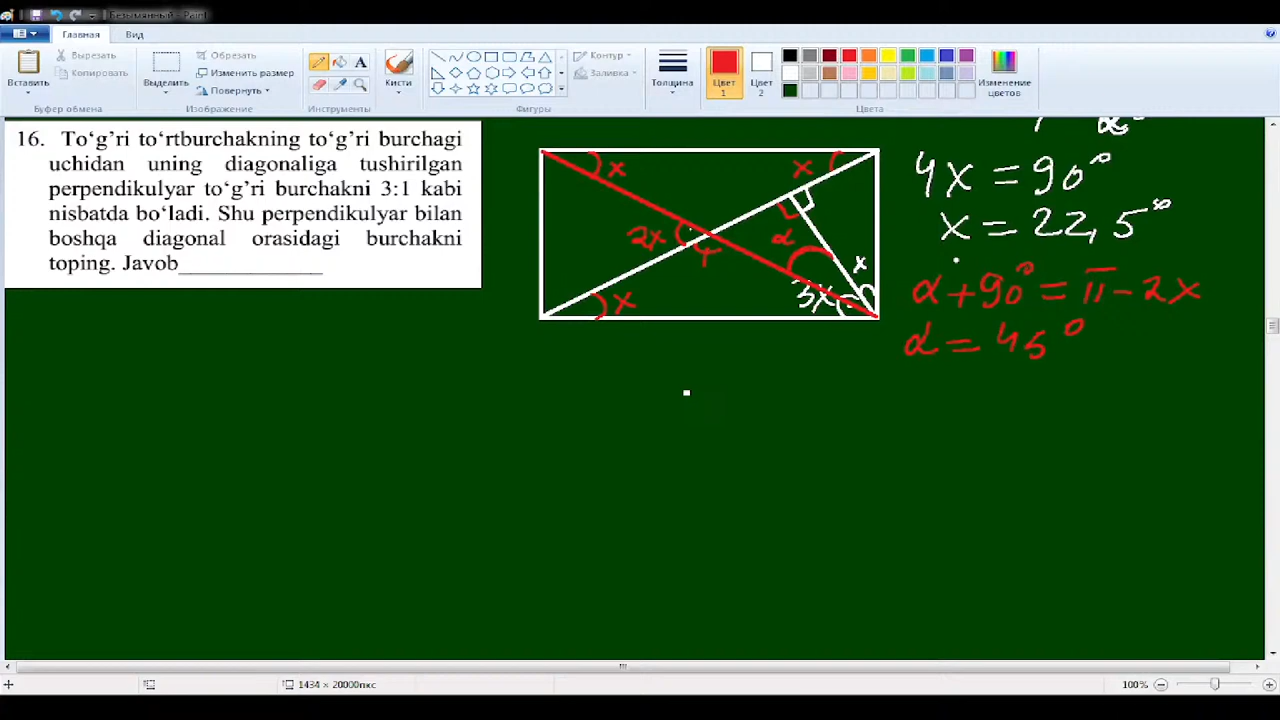 Безымянный - Paint
Главная
Вид
Вставить
Вырезать
Копировать
Буфер обмена
Выделить
Обрезать
Изменить размер
Повернуть
Изображение
A
Инструменты
Кисти
Контур
Заливка
Фигуры
Толщина
Цвет 1
Цвет 2
Изменение цветов
Цвета
16. To‘g’ri to‘rtburchakning to‘g’ri burchagi
uchidan uning diagonaliga tushirilgan
perpendikulyar to‘g’ri burchakni 3:1 kabi
nisbatda bo‘ladi. Shu perpendikulyar bilan
boshqa diagonal orasidagi burchakni
toping. Javob____________
x
x
2x
α
x
x
3x
4x = 90°
x = 22,5°
α + 90° = π - 2x
α = 45°
1434 × 20000пкс
100%